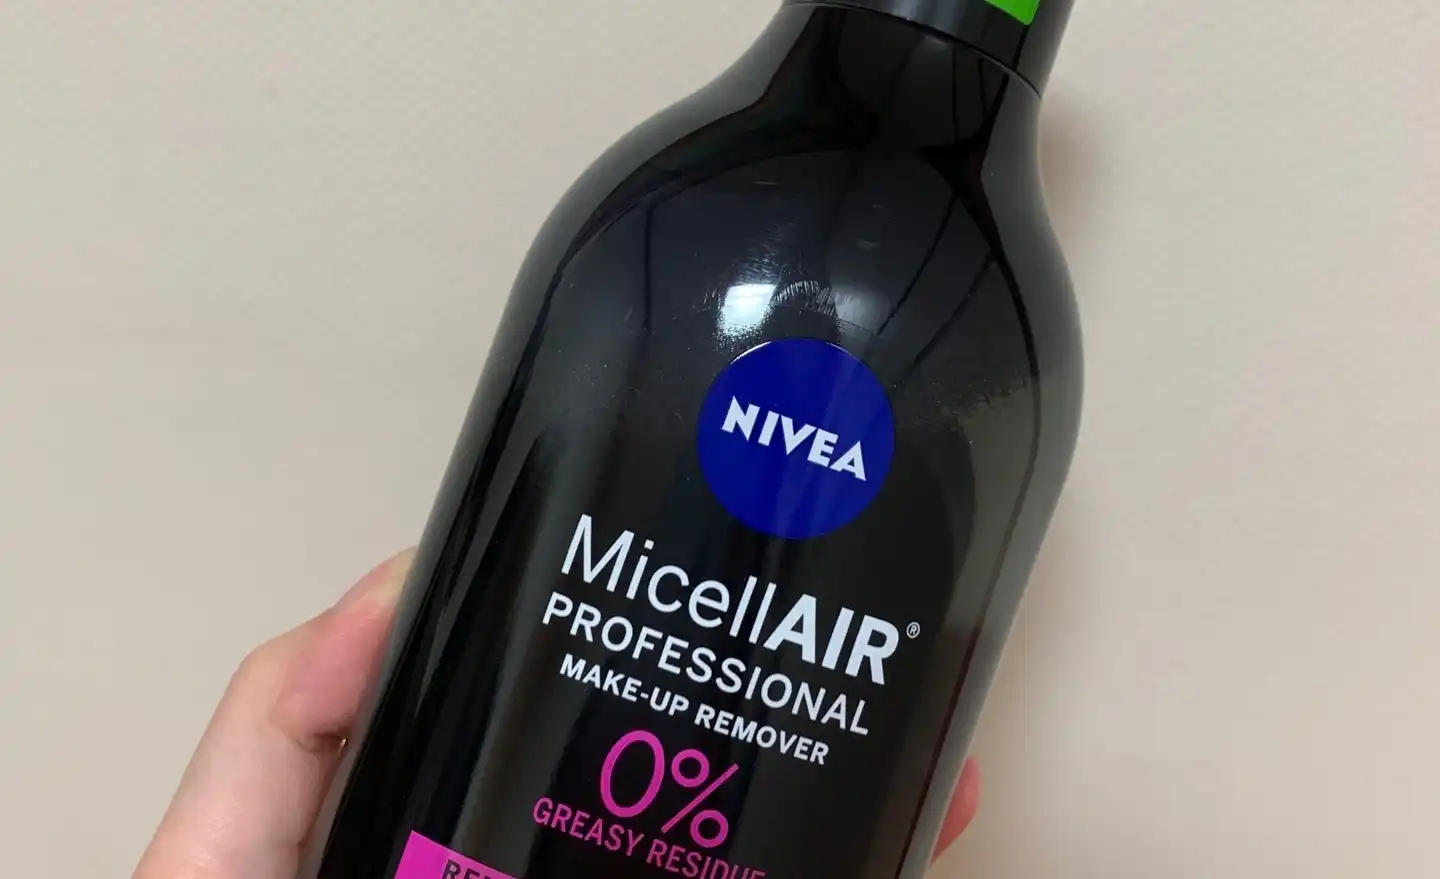 NIVEA
MicellAIR®
PROFESSIONAL
MAKE-UP REMOVER
0%
GREASY RESIDUE